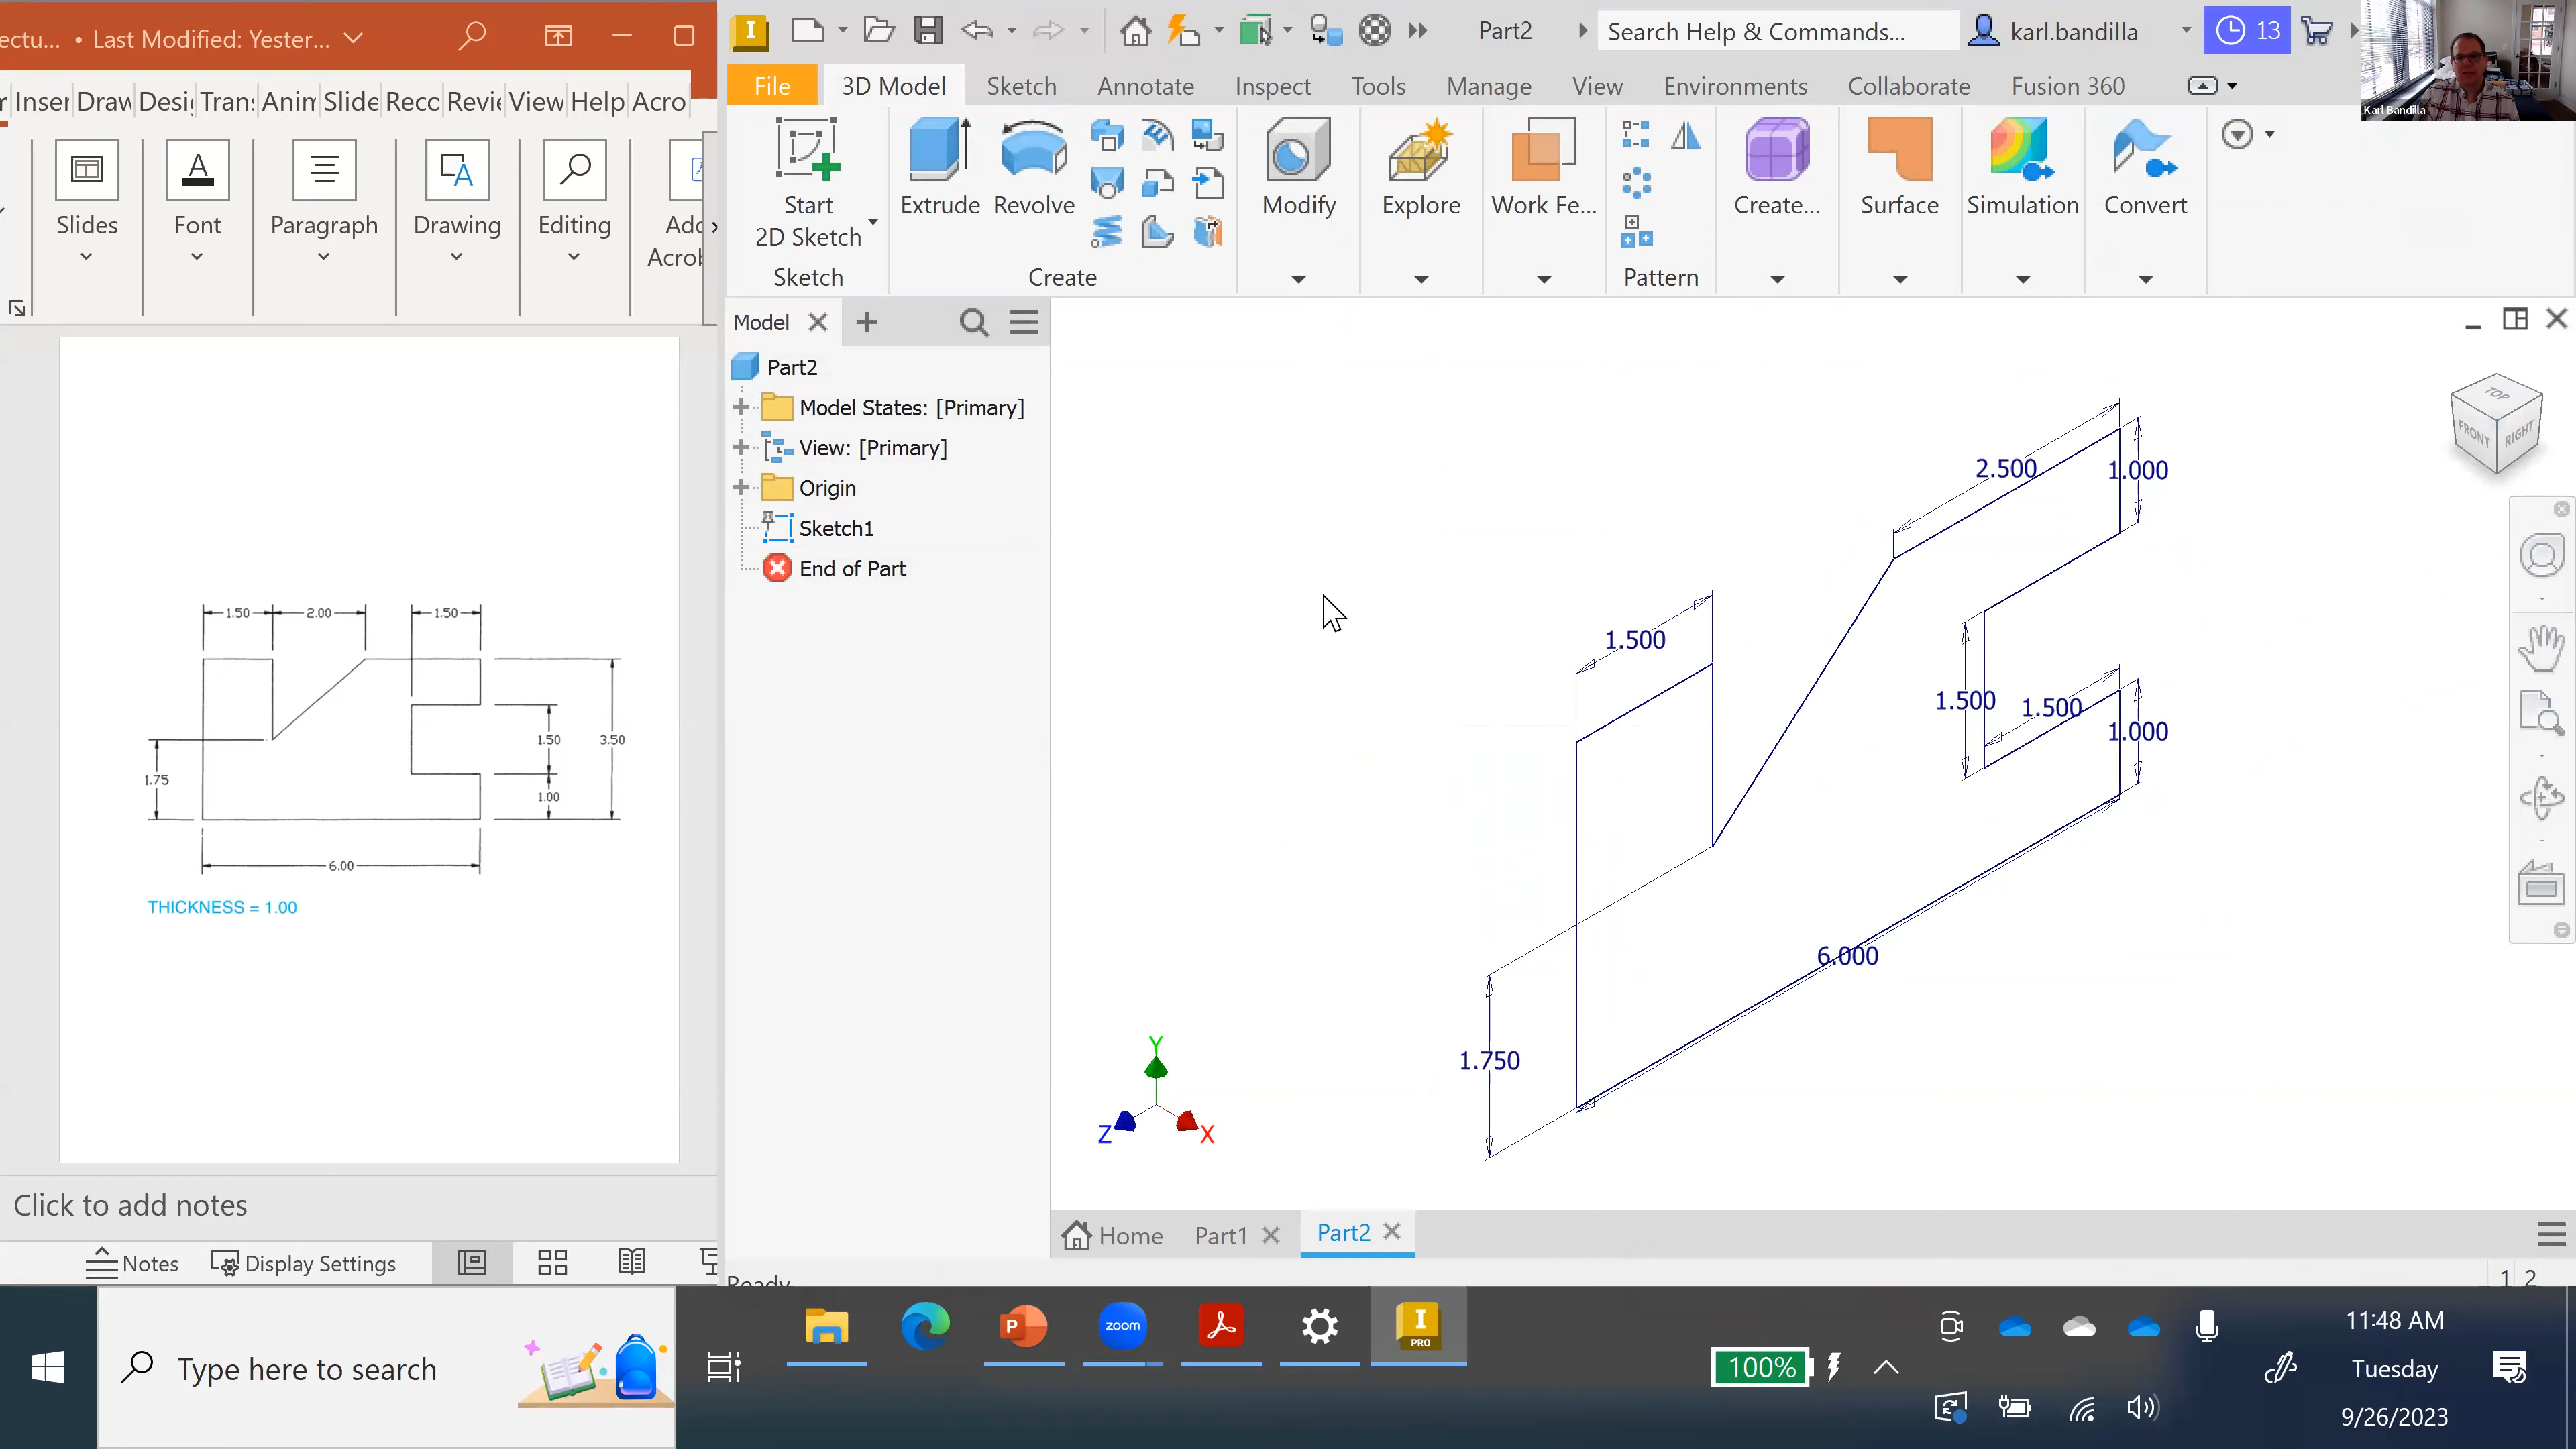 ectu... • Last Modified: Yester...
Inser Draw Desi Trans Anim Slide Reco Revie View Help Acro
Slides Font Paragraph Drawing Editing
Acrob
1.50 2.00 1.50
1.50 3.50
1.75
1.00
6.00
THICKNESS = 1.00
Click to add notes
Notes Display Settings
Part2 Search Help & Commands... karl.bandilla 13
Karl Bandilla
File 3D Model Sketch Annotate Inspect Tools Manage View Environments Collaborate Fusion 360
Start
2D Sketch
Extrude Revolve Modify Explore Work Fe... Create... Surface Simulation Convert
Sketch Create Pattern
Model
Part2
Model States: [Primary]
View: [Primary]
Origin
Sketch1
End of Part
TOP
FRONT RIGHT
2.500 1.000
1.500
1.500 1.500 1.000
6.000
1.750
Y
Z X
Home Part1 Part2
Ready
1 2
Type here to search
P zoom I
PRO
100%
11:48 AM
Tuesday
9/26/2023